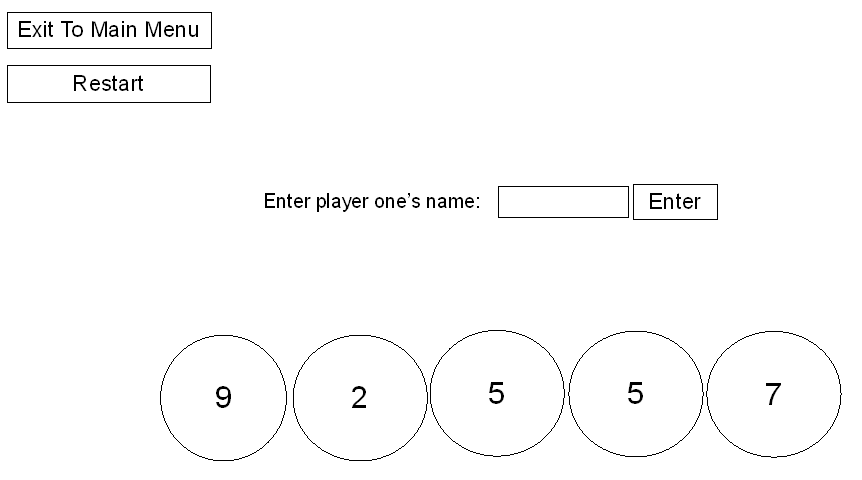 Exit To Main Menu
Restart
Enter player one’s name: Enter
9 2 5 5 7